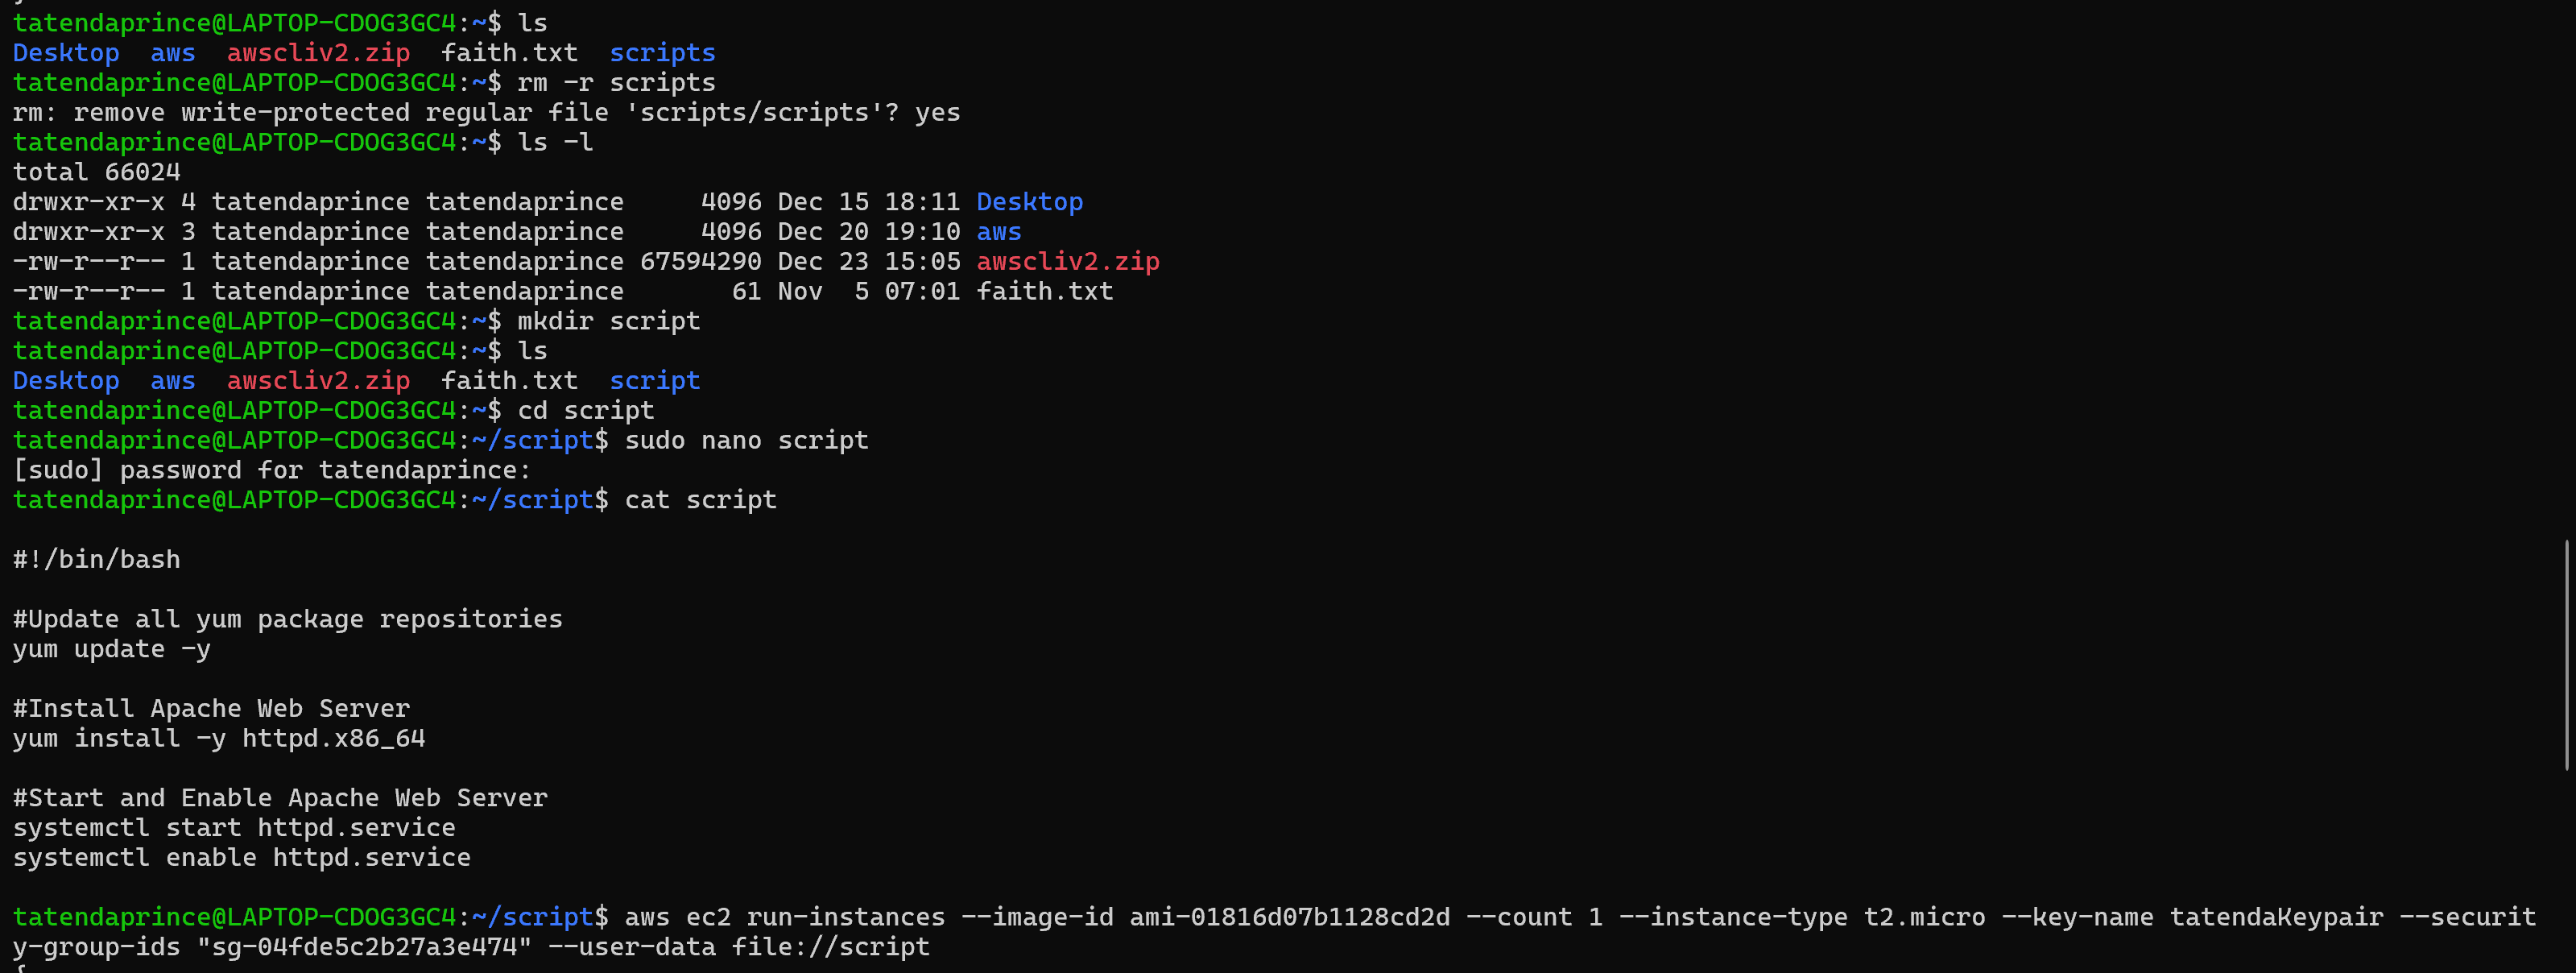 tatendaprince@LAPTOP-CDOG3GC4:~$ ls
Desktop  aws  awscliv2.zip  faith.txt  scripts
tatendaprince@LAPTOP-CDOG3GC4:~$ rm -r scripts
rm: remove write-protected regular file 'scripts/scripts'? yes
tatendaprince@LAPTOP-CDOG3GC4:~$ ls -l
total 66024
drwxr-xr-x 4 tatendaprince tatendaprince     4096 Dec 15 18:11 Desktop
drwxr-xr-x 3 tatendaprince tatendaprince     4096 Dec 20 19:10 aws
-rw-r--r-- 1 tatendaprince tatendaprince 67594290 Dec 23 15:05 awscliv2.zip
-rw-r--r-- 1 tatendaprince tatendaprince       61 Nov  5 07:01 faith.txt
tatendaprince@LAPTOP-CDOG3GC4:~$ mkdir script
tatendaprince@LAPTOP-CDOG3GC4:~$ ls
Desktop  aws  awscliv2.zip  faith.txt  script
tatendaprince@LAPTOP-CDOG3GC4:~$ cd script
tatendaprince@LAPTOP-CDOG3GC4:~/script$ sudo nano script
[sudo] password for tatendaprince:
tatendaprince@LAPTOP-CDOG3GC4:~/script$ cat script
#!/bin/bash
#Update all yum package repositories
yum update -y
#Install Apache Web Server
yum install -y httpd.x86_64
#Start and Enable Apache Web Server
systemctl start httpd.service
systemctl enable httpd.service
tatendaprince@LAPTOP-CDOG3GC4:~/script$ aws ec2 run-instances --image-id ami-01816d07b1128cd2d --count 1 --instance-type t2.micro --key-name tatendaKeypair --securit
y-group-ids "sg-04fde5c2b27a3e474" --user-data file://script